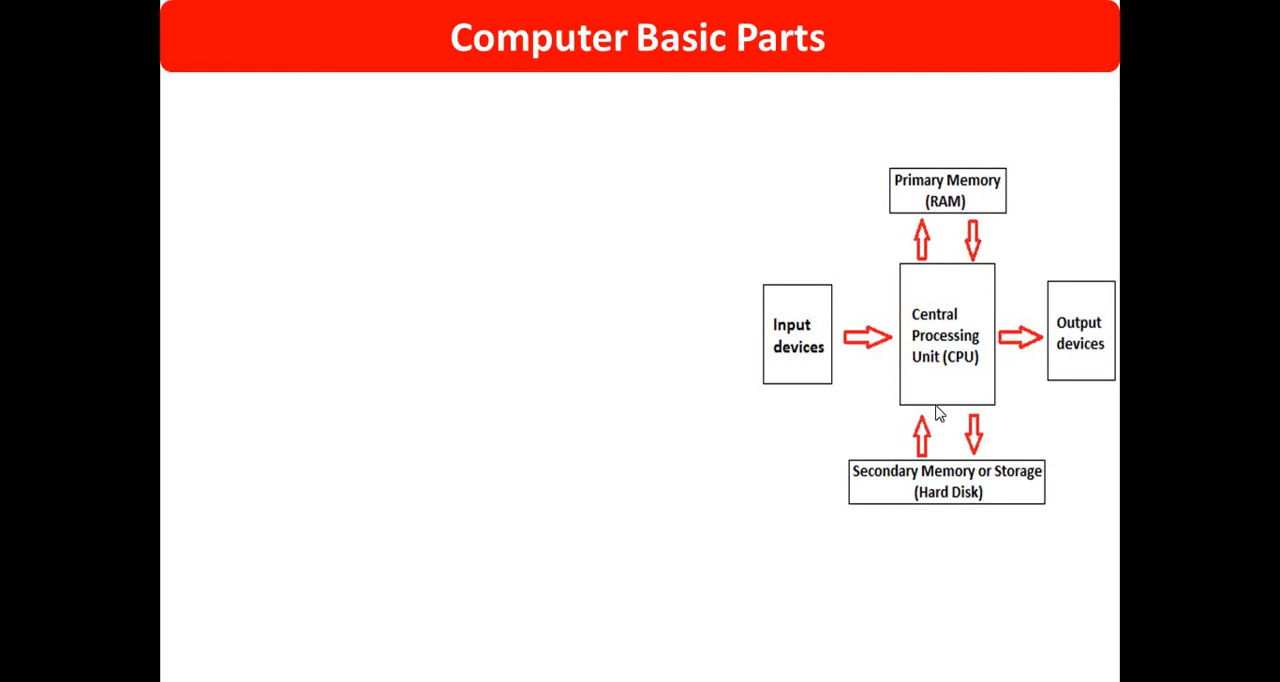 Computer Basic Parts
Primary Memory
(RAM)
Input
devices
Central
Processing
Unit (CPU)
Output
devices
Secondary Memory or Storage
(Hard Disk)